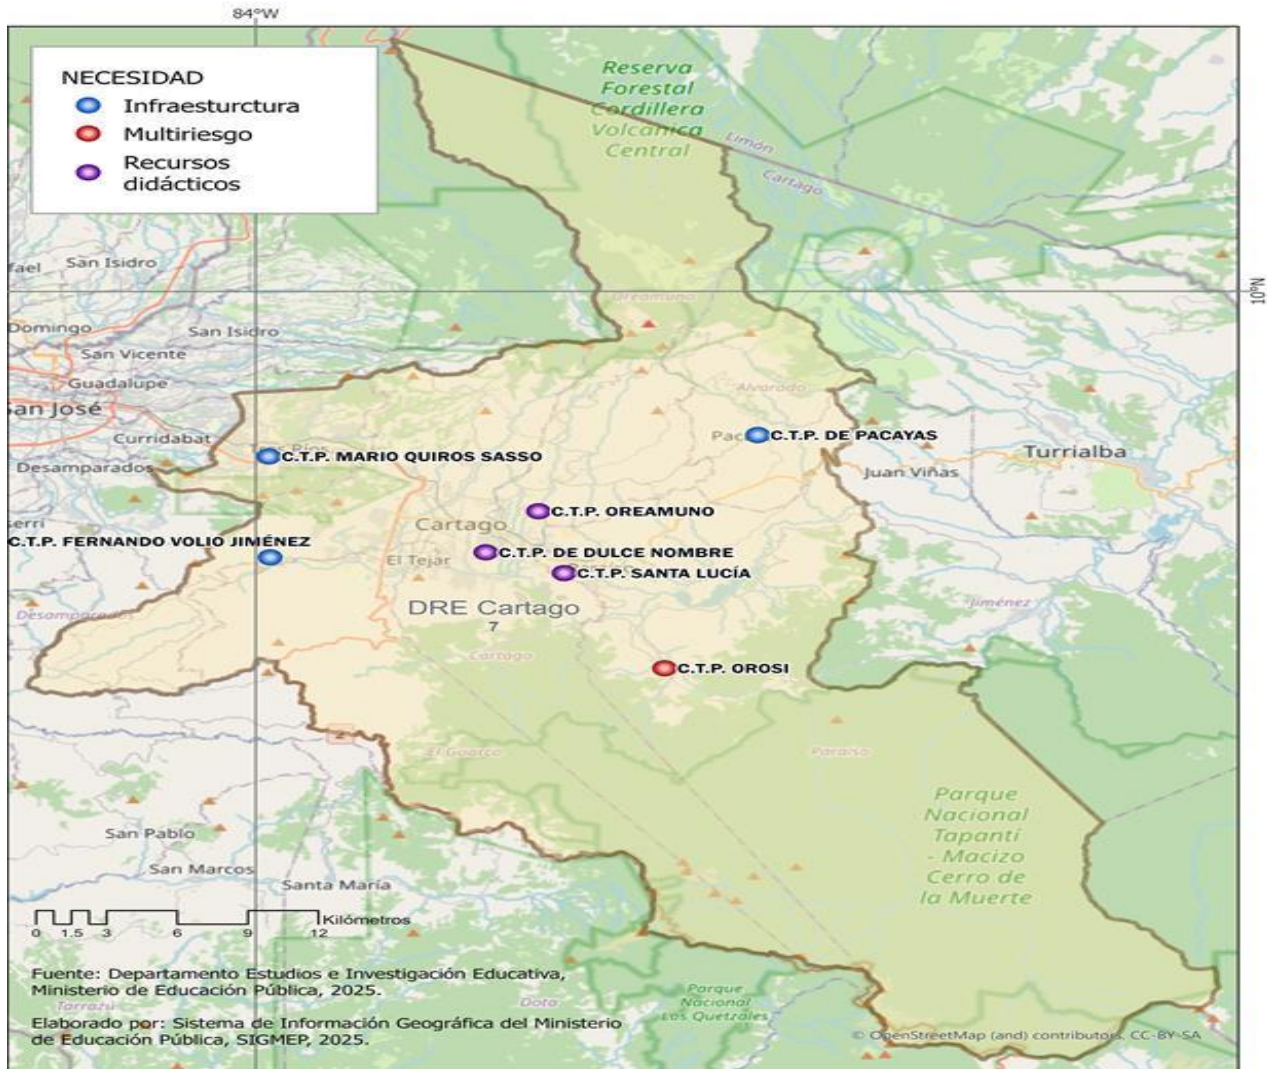 84°W
NECESIDAD
Infraesturctura
Multiriesgo
Recursos
didácticos
Reserva
Forestal
Cordillera
Volcanica
Central
Limón
Cartago
San Isidro
10°N
Oreamuno
Domingo
San Isidro
San Vicente
Guadalupe
Alvarado
San José
Curridabat
C.T.P. DE PACAYAS
C.T.P. MARIO QUIROS SASSO
Turrialba
Desamparados
Juan Viñas
C.T.P. OREAMUNO
Cartago
C.T.P. FERNANDO VOLIO JIMÉNEZ
C.T.P. DE DULCE NOMBRE
El Tejar
C.T.P. SANTA LUCÍA
DRE Cartago
7
Jiménez
Desamparados
Cartago
C.T.P. OROSI
2
El Guarco
Paraíso
Parque
Nacional
Tapantí
- Macizo
Cerro de
la Muerte
San Pablo
San Marcos
Santa María
Kilómetros
0 1.5 3 6 9 12
Fuente: Departamento Estudios e Investigación Educativa,
Ministerio de Educación Pública, 2025.
Tarrazú
Dota
Parque
Nacional
Los Quetzales
Elaborado por: Sistema de Información Geográfica del Ministerio
de Educación Pública, SIGMEP, 2025.
© OpenStreetMap (and) contributors, CC-BY-SA